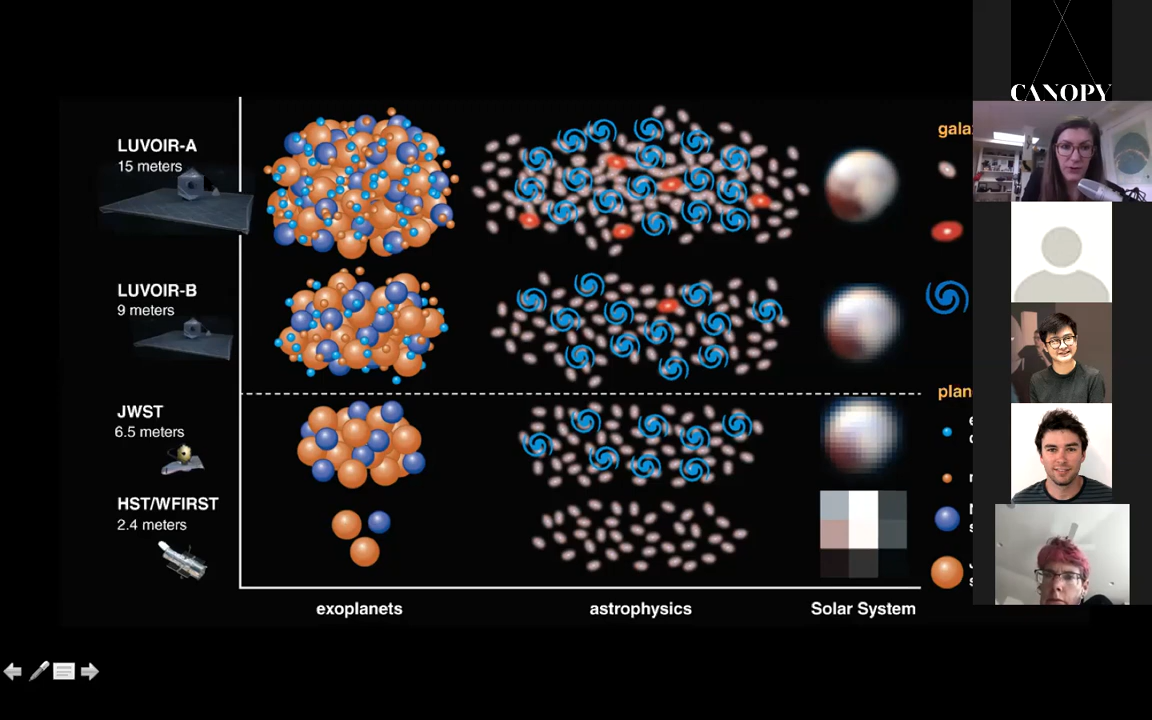 CANOPY
LUVOIR-A
15 meters
LUVOIR-B
9 meters
JWST
6.5 meters
HST/WFIRST
2.4 meters
exoplanets
astrophysics
Solar System